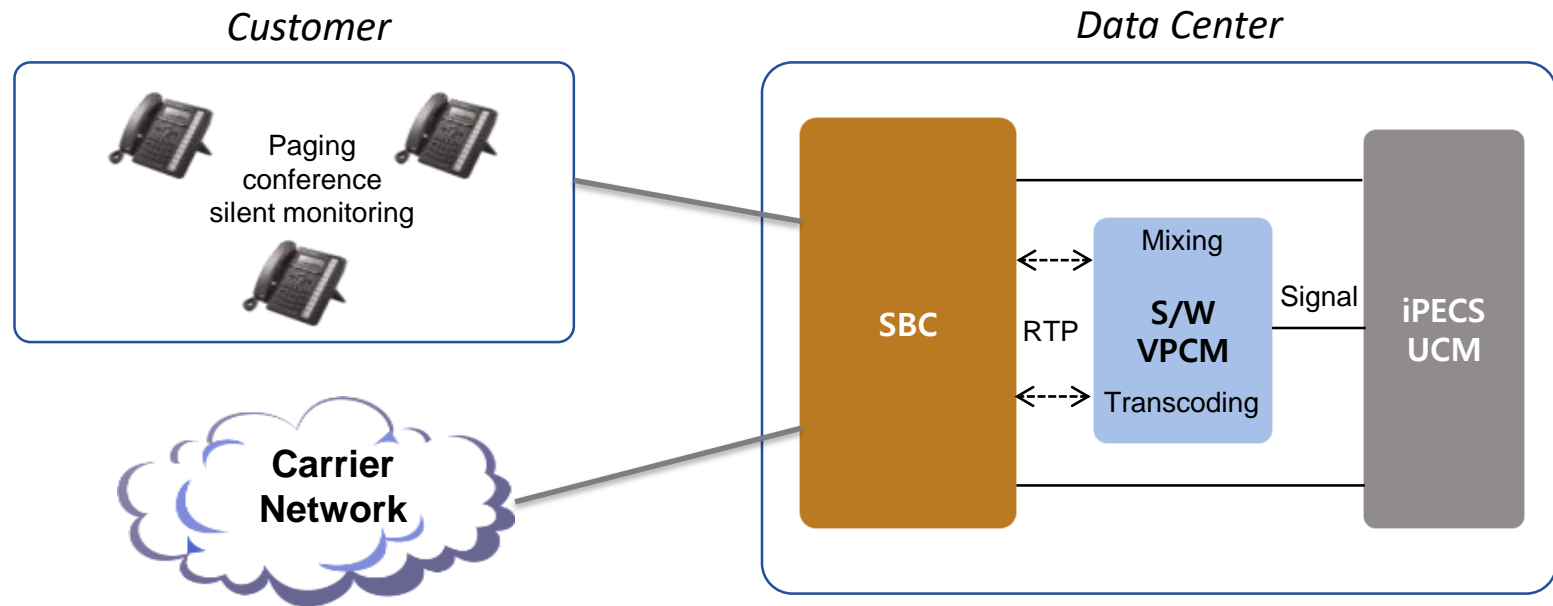 Customer
Data Center
Paging
conference
silent monitoring
Carrier
Network
SBC
RTP
Mixing
S/W
VPCM
Transcoding
Signal
iPECS
UCM